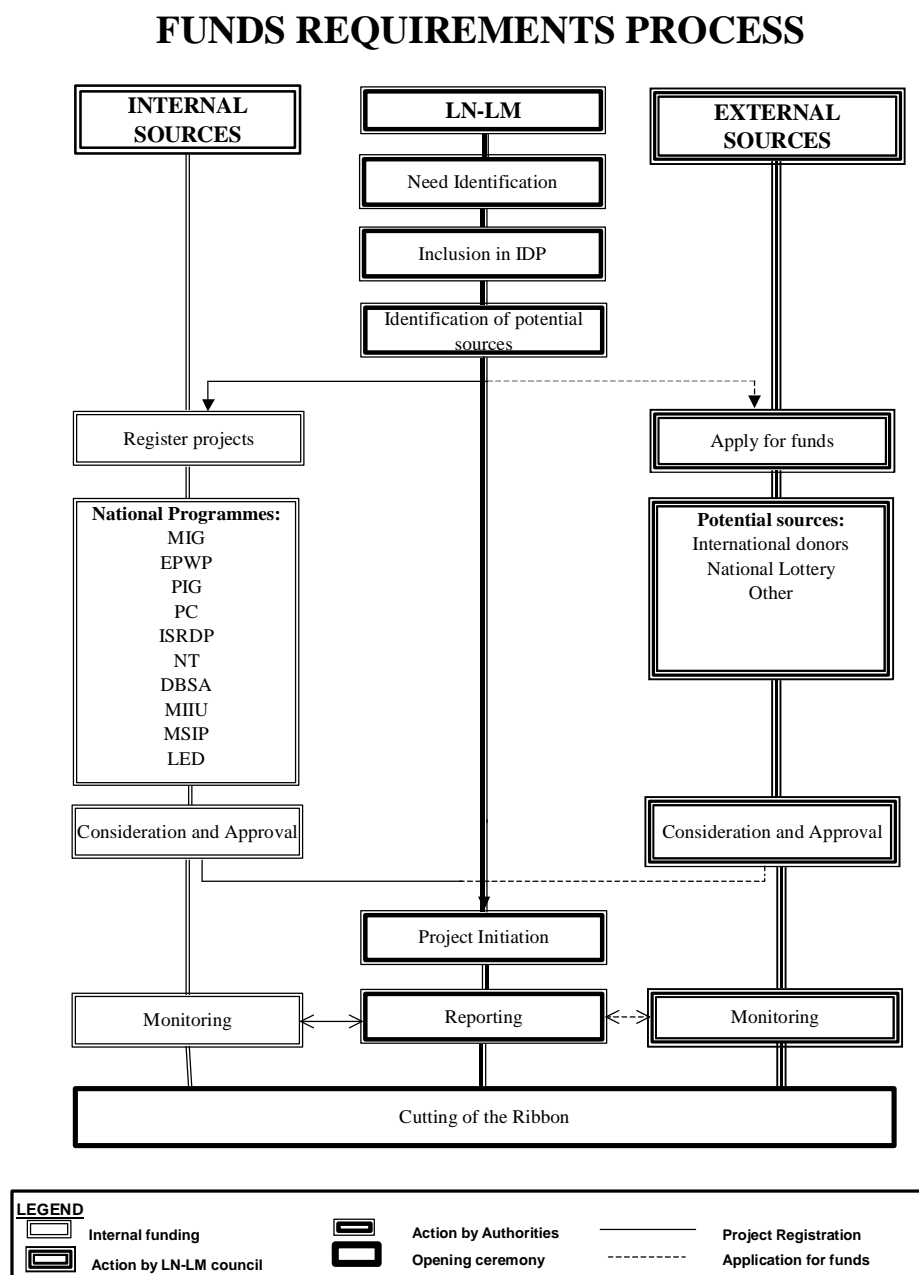 FUNDS REQUIREMENTS PROCESS
INTERNAL
SOURCES
LN-LM
EXTERNAL
SOURCES
Need Identification
Inclusion in IDP
Identification of potential
sources
Register projects
Apply for funds
National Programmes:
MIG
EPWP
PIG
PC
ISRDP
NT
DBSA
MIIU
MSIP
LED
Potential sources:
International donors
National Lottery
Other
Consideration and Approval
Consideration and Approval
Project Initiation
Monitoring
Reporting
Monitoring
Cutting of the Ribbon
LEGEND
Internal funding
Action by Authorities
Project Registration
Action by LN-LM council
Opening ceremony
Application for funds